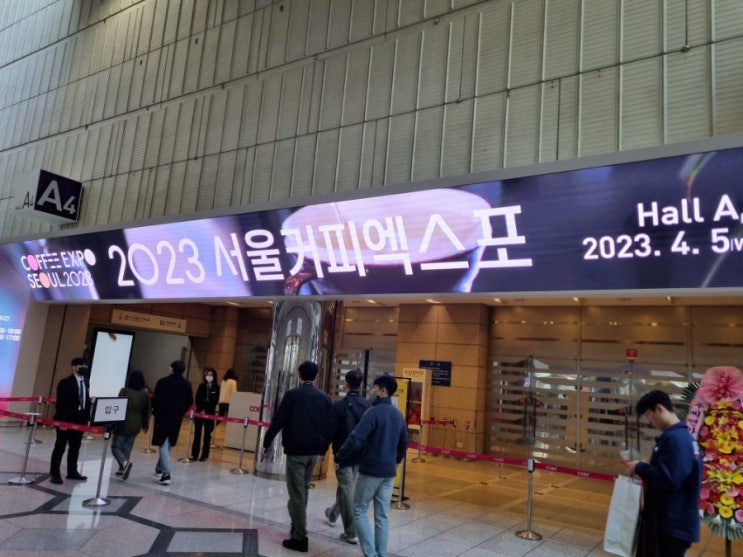 A4
COFFEE EXPO
SEOUL 2023
2023 서울커피엑스포
Hall A,
2023. 4. 5
입구
COEX